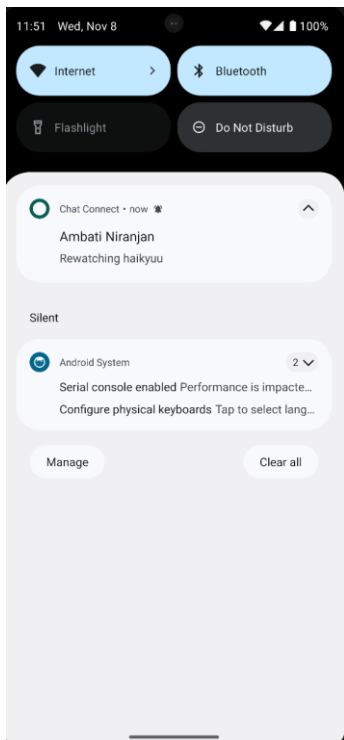 11:51 Wed, Nov 8 100%
Internet
Bluetooth
Flashlight
Do Not Disturb
Chat Connect • now
Ambati Niranjan
Rewatching haikyuu
Silent
Android System 2
Serial console enabled Performance is impacte...
Configure physical keyboards Tap to select lang...
Manage
Clear all